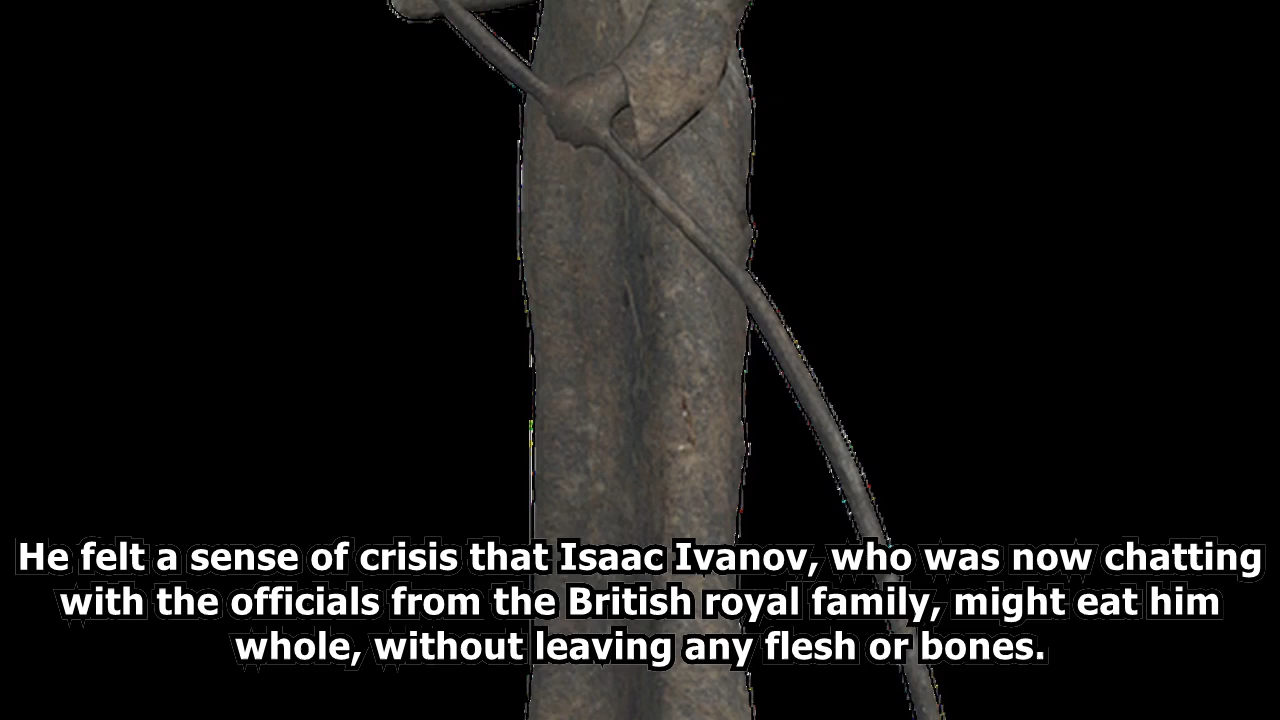 He felt a sense of crisis that Isaac Ivanov, who was now chatting
with the officials from the British royal family, might eat him
whole, without leaving any flesh or bones.